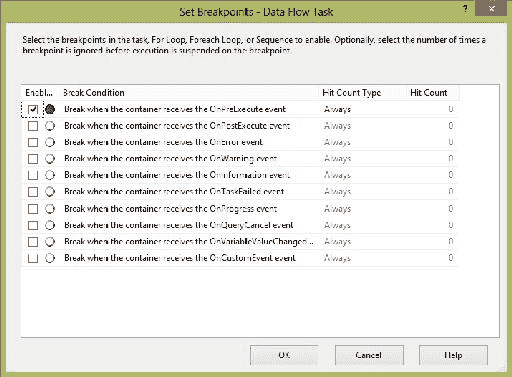 Set Breakpoints - Data Flow Task
? x
Select the breakpoints in the task, For Loop, Foreach Loop, or Sequence to enable. Optionally, select the number of times a
breakpoint is ignored before execution is suspended on the breakpoint.
Enabl... Break Condition Hit Count Type Hit Count
Break when the container receives the OnPreExecute event Always 0
Break when the container receives the OnPostExecute event Always 0
Break when the container receives the OnError event Always 0
Break when the container receives the OnWarning event Always 0
Break when the container receives the OnInformation event Always 0
Break when the container receives the OnTaskFailed event Always 0
Break when the container receives the OnProgress event Always 0
Break when the container receives the OnQueryCancel event Always 0
Break when the container receives the OnVariableValueChanged... Always 0
Break when the container receives the OnCustomEvent event Always 0
OK Cancel Help